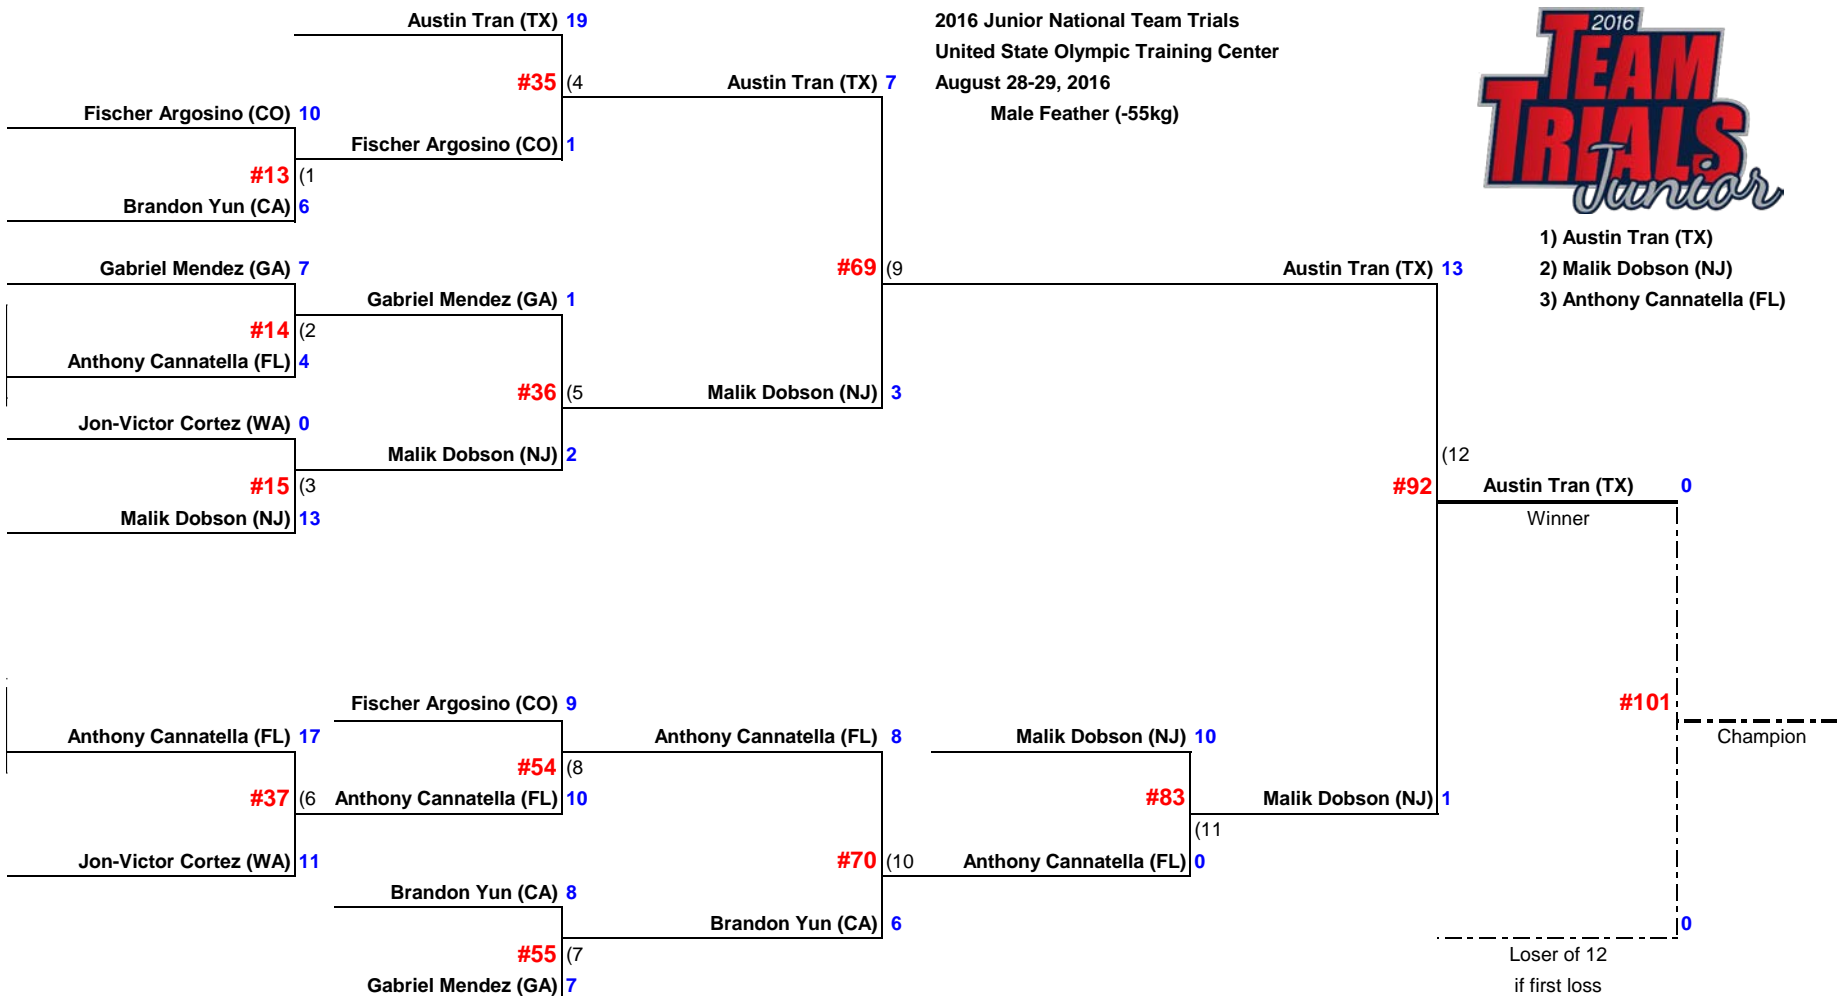 Austin Tran (TX) 19
2016 Junior National Team Trials
2016
TEAM
TRIALS
Junior
United State Olympic Training Center
#35 (4
Austin Tran (TX) 7
August 28-29, 2016
Fischer Argosino (CO) 10
Male Feather (-55kg)
Fischer Argosino (CO) 1
#13 (1
Brandon Yun (CA) 6
1) Austin Tran (TX)
Gabriel Mendez (GA) 7
#69 (9
Austin Tran (TX) 13
2) Malik Dobson (NJ)
Gabriel Mendez (GA) 1
3) Anthony Cannatella (FL)
#14 (2
Anthony Cannatella (FL) 4
#36 (5
Malik Dobson (NJ) 3
Jon-Victor Cortez (WA) 0
Malik Dobson (NJ) 2
(12
#15 (3
#92
Austin Tran (TX) 0
Malik Dobson (NJ) 13
Winner
Fischer Argosino (CO) 9
#101
Anthony Cannatella (FL) 17
Anthony Cannatella (FL) 8
Malik Dobson (NJ) 10
Champion
#54 (8
#37 (6
Anthony Cannatella (FL) 10
#83
Malik Dobson (NJ) 1
(11
Jon-Victor Cortez (WA) 11
#70 (10
Anthony Cannatella (FL) 0
Brandon Yun (CA) 8
Brandon Yun (CA) 6
0
#55 (7
Loser of 12
Gabriel Mendez (GA) 7
if first loss